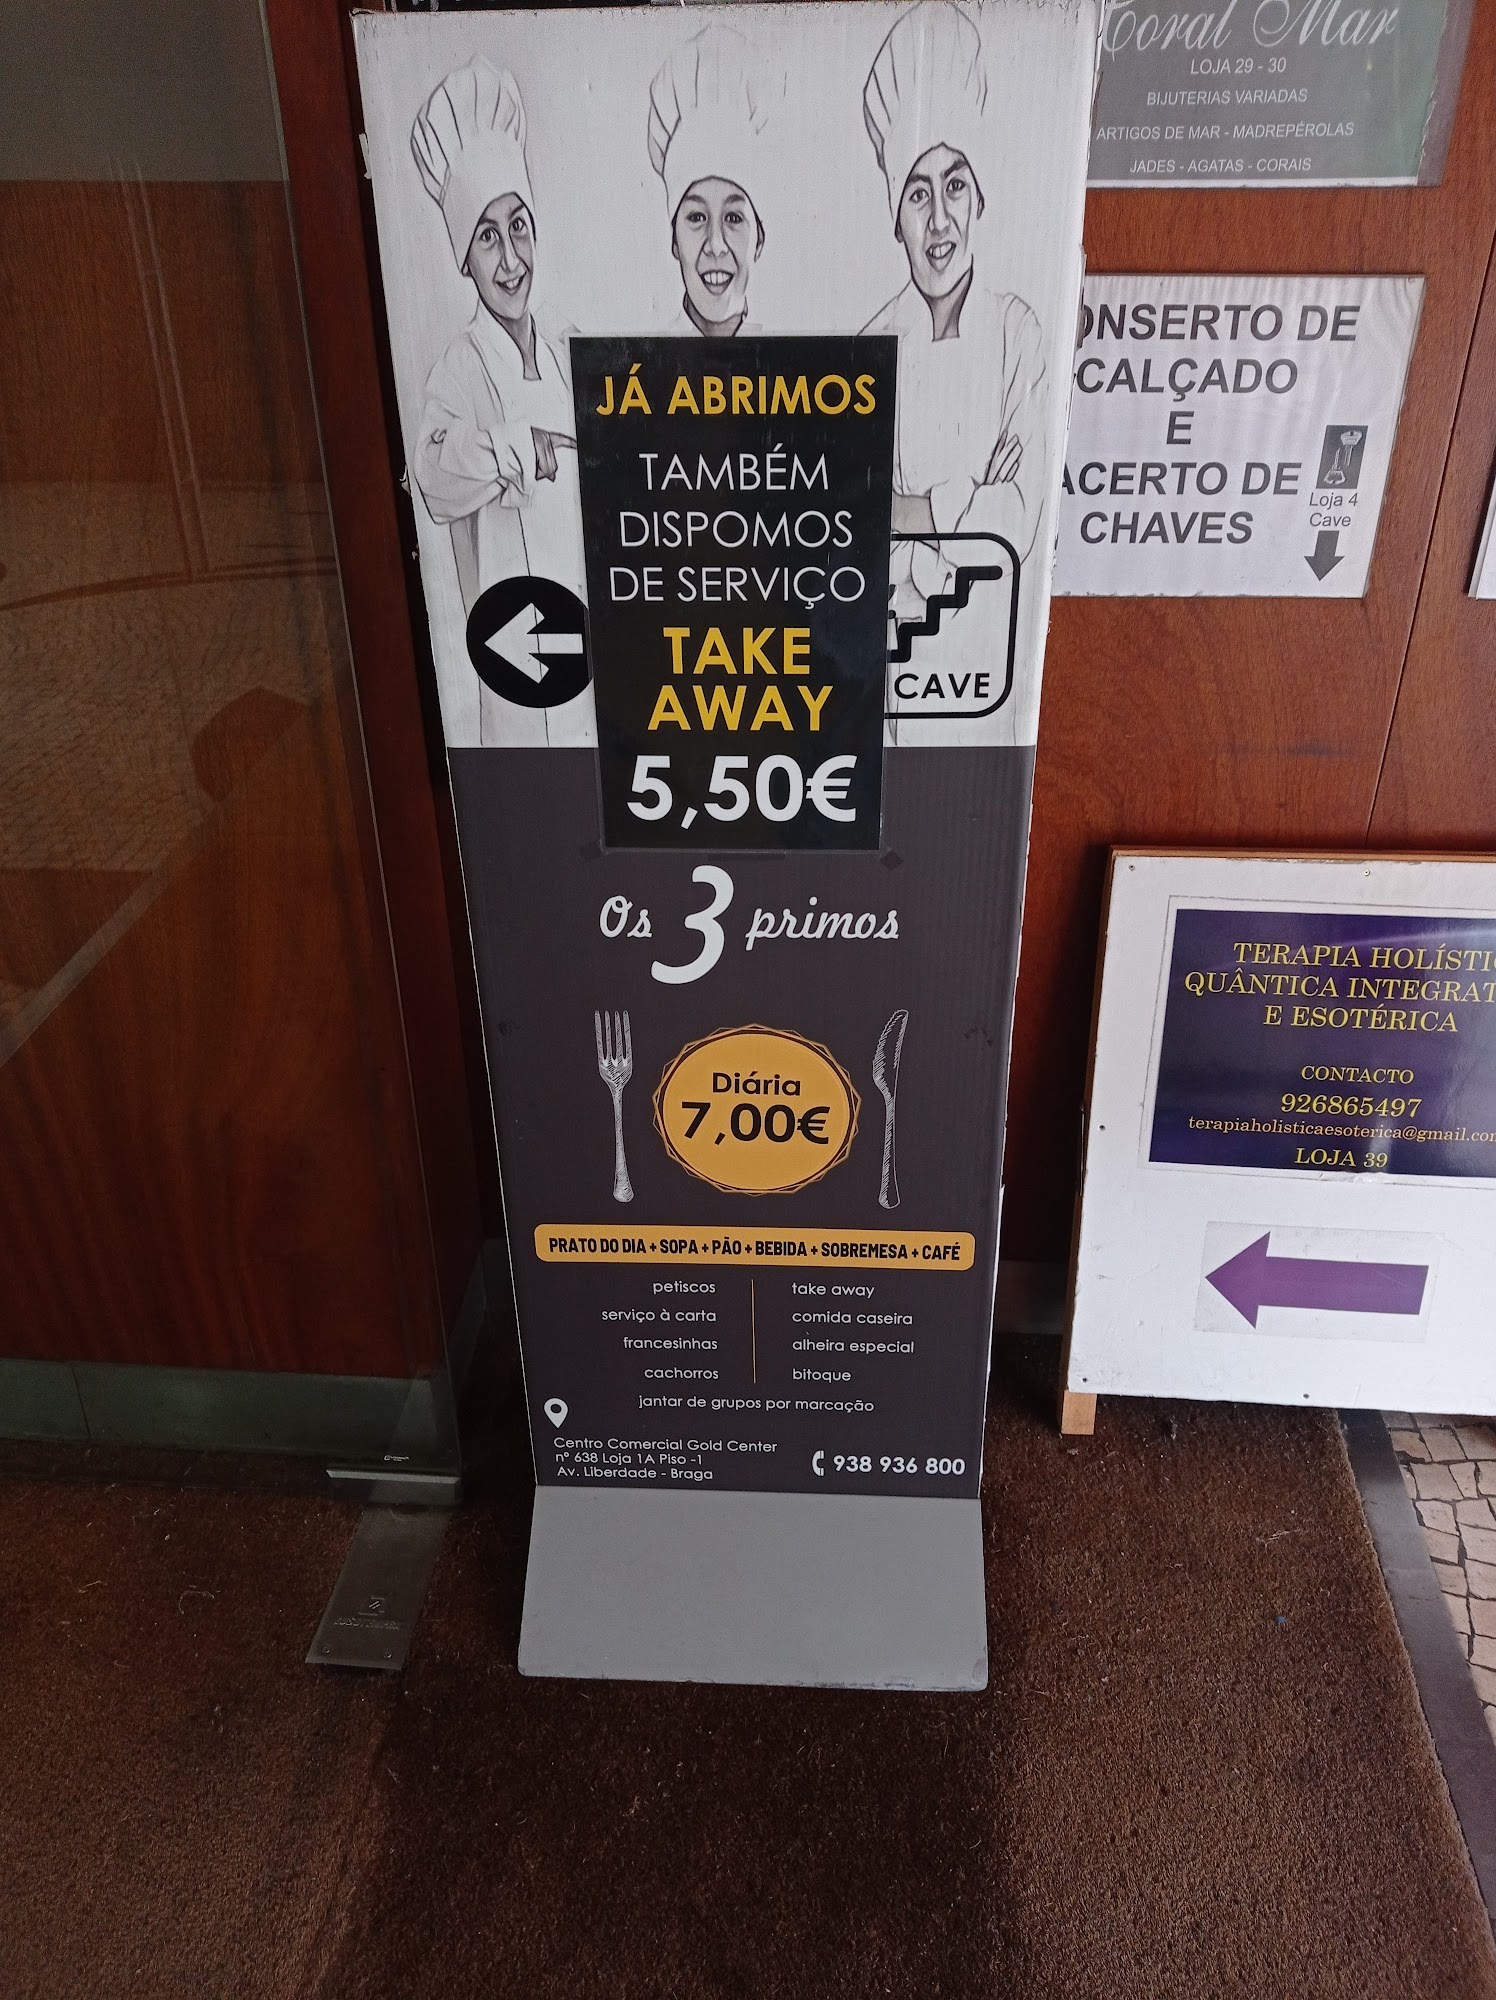 JÁ ABRIMOS
TAMBÉM
DISPOMOS
DE SERVIÇO
TAKE
AWAY
5,50€
CAVE
Os 3 primos
Diária
7,00€
PRATO DO DIA + SOPA + PÃO + BEBIDA + SOBREMESA + CAFÉ
petiscos
serviço à carta
francesinhas
cachorros
take away
comida caseira
alheira especial
bitoque
jantar de grupos por marcação
Centro Comercial Gold Center
nº 638 Loja 1A Piso -1
Av. Liberdade - Braga
938 936 800
Coral Mar
LOJA 29 - 30
BIJUTERIAS VARIADAS
ARTIGOS DE MAR - MADREPÉROLAS
JADES - AGATAS - CORAIS
ONSERTO DE
CALÇADO
E
ACERTO DE
CHAVES
Loja 4
Cave
TERAPIA HOLÍSTIC
QUÂNTICA INTEGRAT
E ESOTÉRICA
CONTACTO
926865497
terapiaholisticaesoterica@gmail.com
LOJA 39